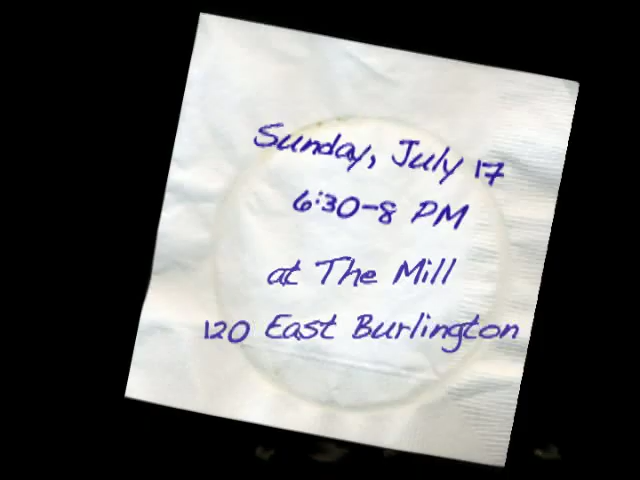 Sunday, July 17
6:30-8 PM
at The Mill
120 East Burlington